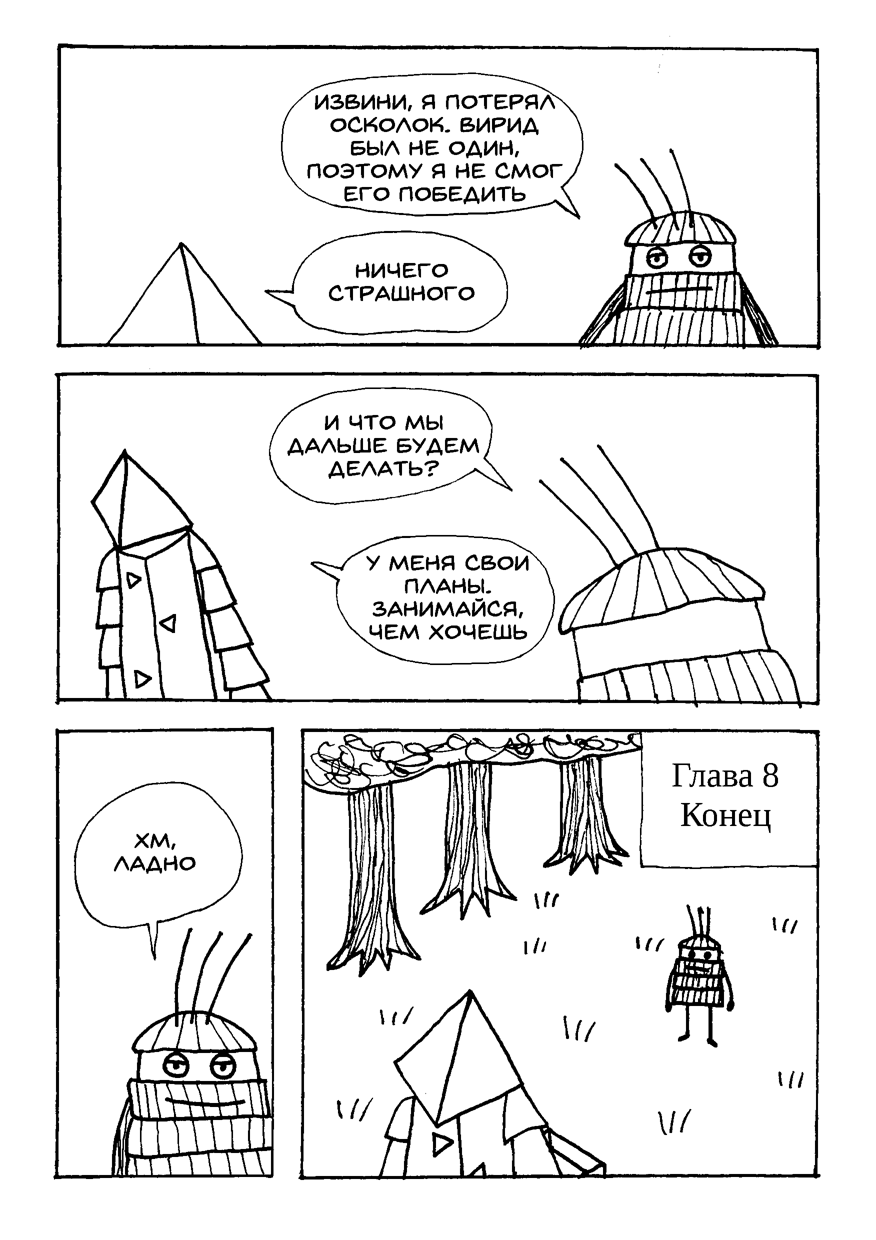 ИЗВИНИ, Я ПОТЕРЯЛ
ОСКОЛОК. ВИРИД
БЫЛ НЕ ОДИН,
ПОЭТОМУ Я НЕ СМОГ
ЕГО ПОБЕДИТЬ
НИЧЕГО
СТРАШНОГО
И ЧТО МЫ
ДАЛЬШЕ БУДЕМ
ДЕЛАТЬ?
У МЕНЯ СВОИ
ПЛАНЫ.
ЗАНИМАЙСЯ,
ЧЕМ ХОЧЕШЬ
ХМ,
ЛАДНО
Глава 8
Конец